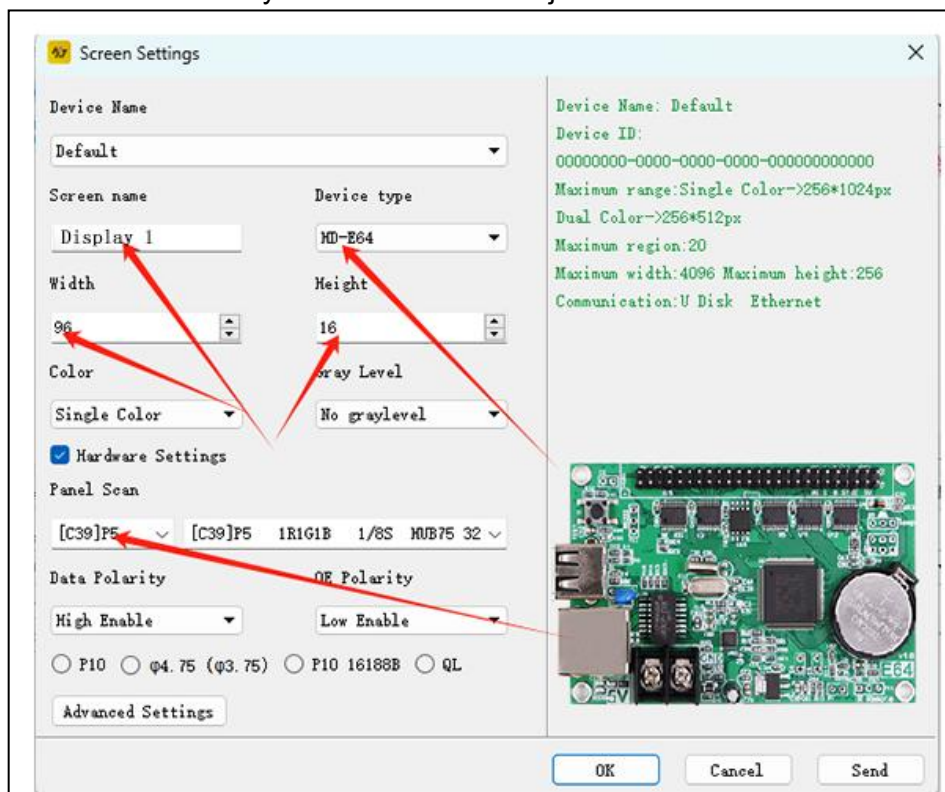 Screen Settings
Device Name
Default
Screen name
Device type
Display 1
MD-E64
Width
Height
96
16
Color
Gray Level
Single Color
No graylevel
Hardware Settings
Panel Scan
[C39]P5
[C39]P5 1R1G1B 1/8S HUB75 32
Data Polarity
OE Polarity
High Enable
Low Enable
P10
φ4.75 (φ3.75)
P10 16188B
QL
Advanced Settings
Device Name: Default
Device ID:
00000000-0000-0000-0000-000000000000
Maximum range:Single Color->256*1024px
Dual Color->256*512px
Maximum region:20
Maximum width:4096 Maximum height:256
Communication:U Disk Ethernet
GND
5V
E64
OK
Cancel
Send